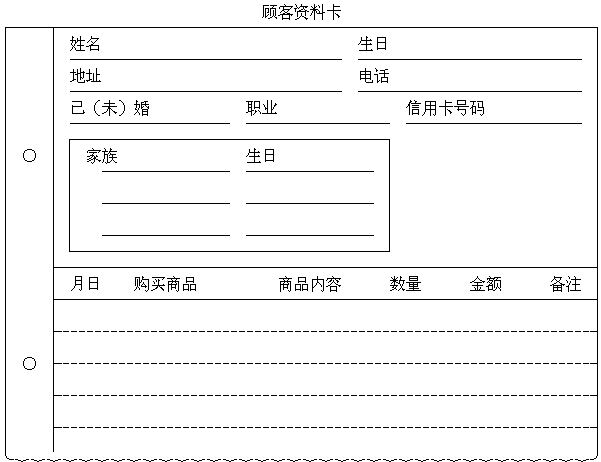 顾客资料卡
姓名 生日
地址 电话
已（未）婚 职业 信用卡号码
家族 生日
月日 购买商品 商品内容 数量 金额 备注